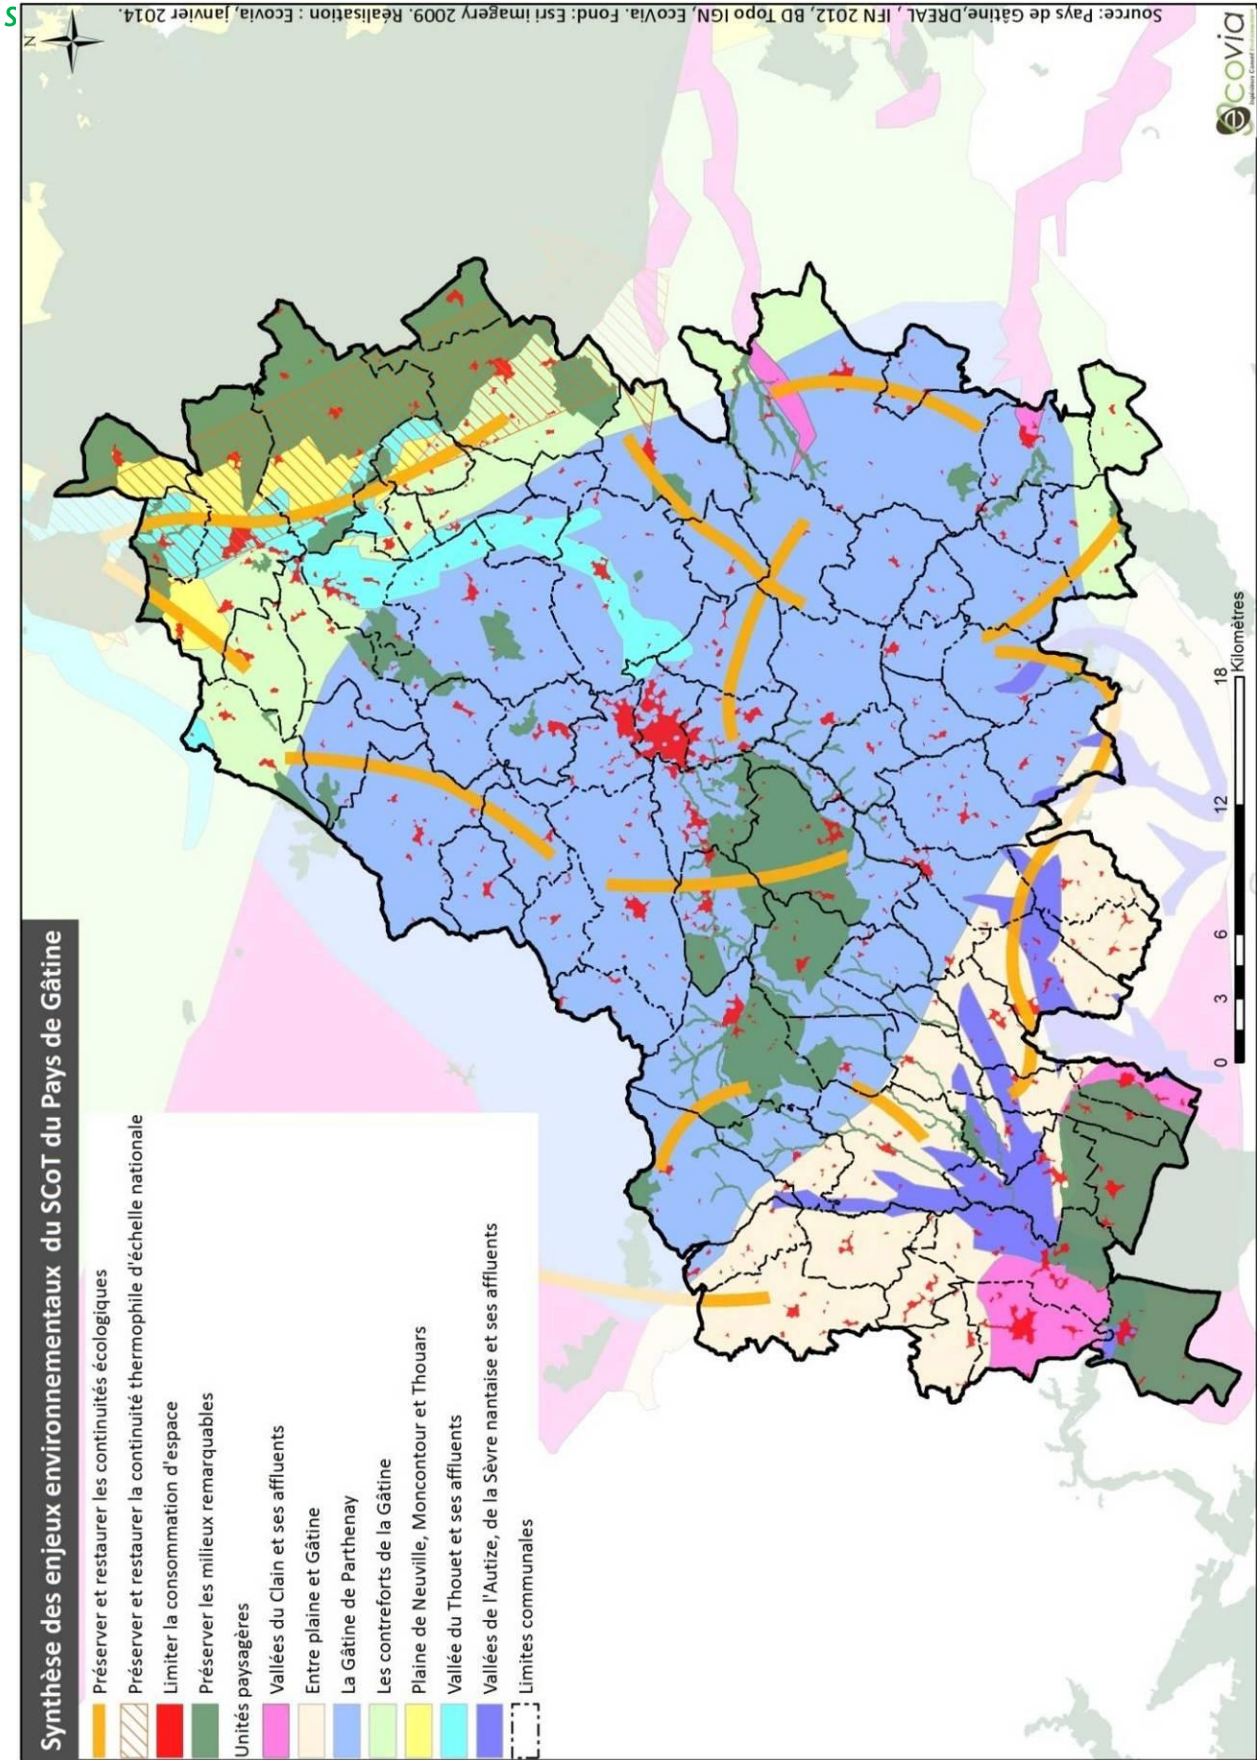 S
Synthèse des enjeux environnementaux du SCoT du Pays de Gâtine
Préserver et restaurer les continuités écologiques
Préserver et restaurer la continuité thermophile d'échelle nationale
Limiter la consommation d'espace
Préserver les milieux remarquables
Unités paysagères
Vallées du Clain et ses affluents
Entre plaine et Gâtine
La Gâtine de Parthenay
Les contreforts de la Gâtine
Plaine de Neuville, Moncontour et Thouars
Vallée du Thouet et ses affluents
Vallées de l'Autize, de la Sèvre nantaise et ses affluents
Limites communales
N
0 3 6 12 18
Kilomètres
Source: Pays de Gâtine,DREAL , IFN 2012, BD Topo IGN, EcoVia. Fond: Esri imagery 2009. Réalisation : Ecovia, janvier 2014.
ecovia